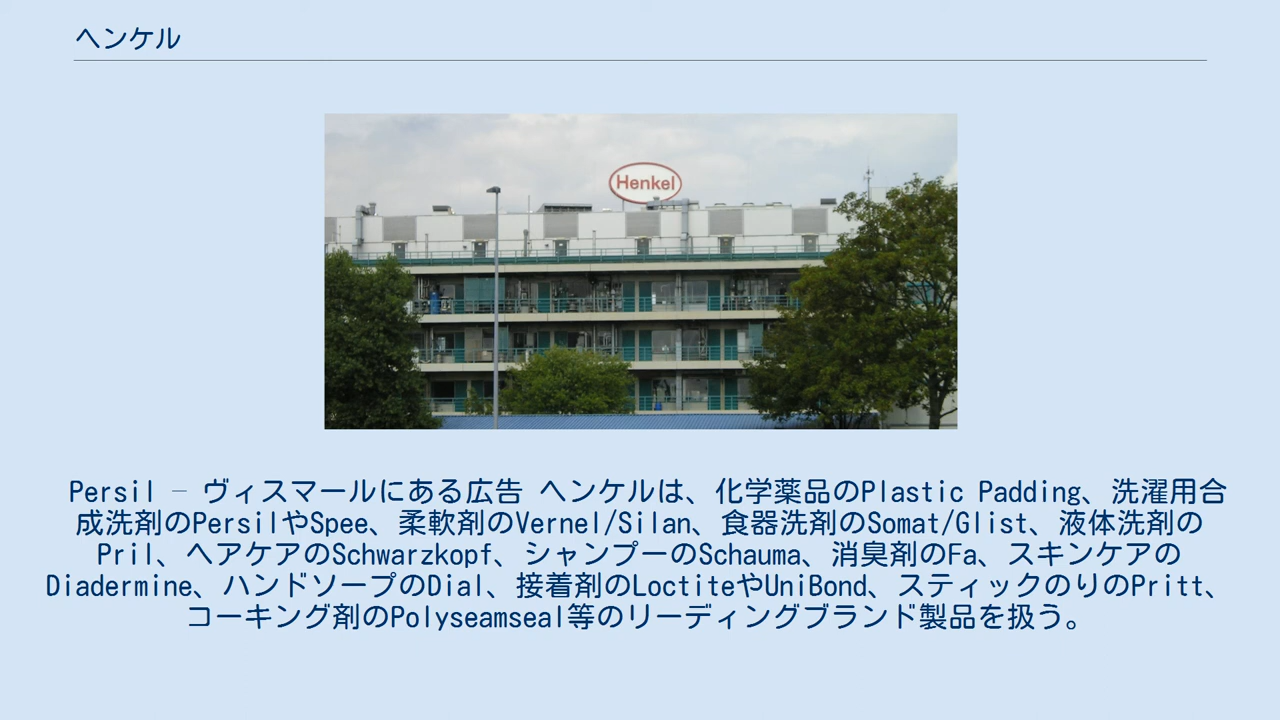 ヘンケル
Henkel
Persil – ヴィスマールにある広告 ヘンケルは、化学薬品のPlastic Padding、洗濯用合
成洗剤のPersilやSpee、柔軟剤のVernel/Silan、食器洗剤のSomat/Glist、液体洗剤の
Pril、ヘアケアのSchwarzkopf、シャンプーのSchauma、消臭剤のFa、スキンケアの
Diadermine、ハンドソープのDial、接着剤のLoctiteやUniBond、スティックのりのPritt、
コーキング剤のPolyseamseal等のリーディングブランド製品を扱う。